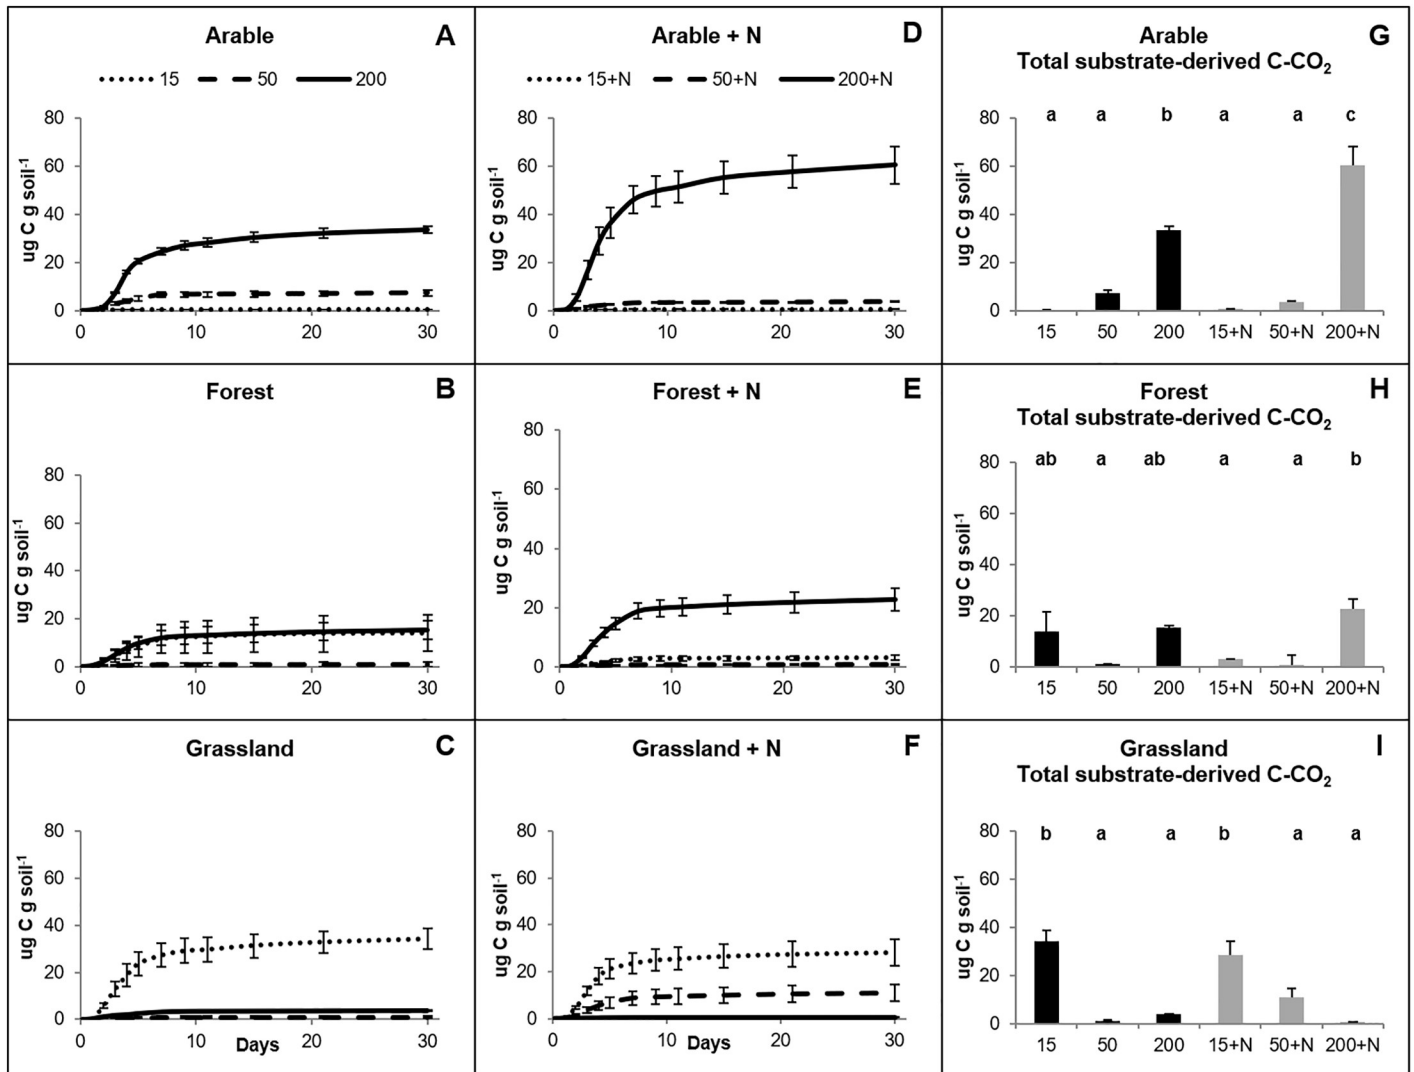 Arable A
15 50 200
ug C g soil-1
80
60
40
20
0
0 10 20 30
Arable + N D
15+N 50+N 200+N
ug C g soil-1
80
60
40
20
0
0 10 20 30
Arable G
Total substrate-derived C-CO2
a a b a a c
ug C g soil-1
80
60
40
20
0
15 50 200 15+N 50+N 200+N
Forest B
ug C g soil-1
80
60
40
20
0
0 10 20 30
Forest + N E
ug C g soil-1
80
60
40
20
0
0 10 20 30
Forest H
Total substrate-derived C-CO2
ab a ab a a b
ug C g soil-1
80
60
40
20
0
15 50 200 15+N 50+N 200+N
Grassland C
ug C g soil-1
80
60
40
20
0
0 10 20 30
Days
Grassland + N F
ug C g soil-1
80
60
40
20
0
0 10 20 30
Days
Grassland I
Total substrate-derived C-CO2
b a a b a a
ug C g soil-1
80
60
40
20
0
15 50 200 15+N 50+N 200+N